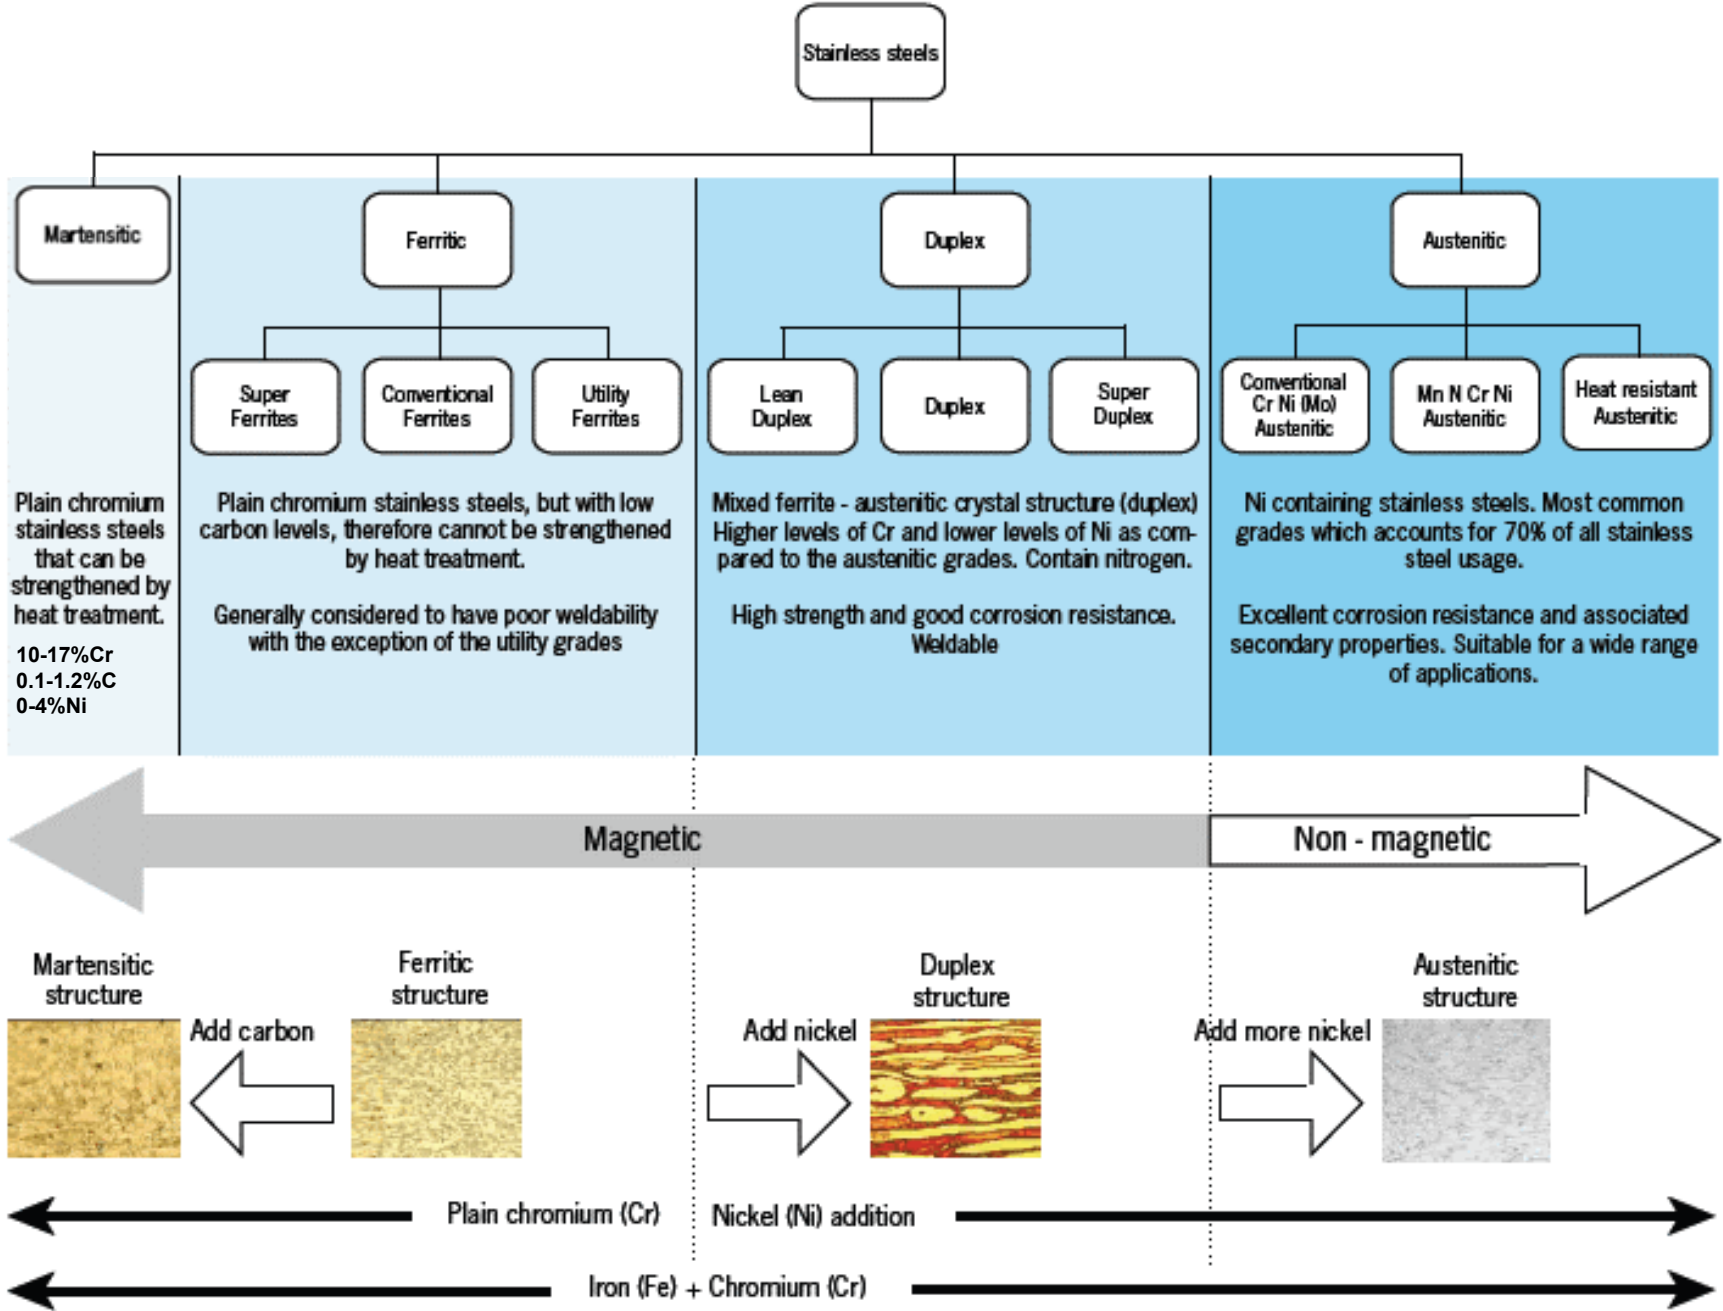 Stainless steels
Martensitic
Ferritic
Duplex
Austenitic
Super
Ferrites
Conventional
Ferrites
Utility
Ferrites
Lean
Duplex
Duplex
Super
Duplex
Conventional
Cr Ni (Mo)
Austenitic
Mn N Cr Ni
Austenitic
Heat resistant
Austenitic
Plain chromium
stainless steels
that can be
strengthened by
heat treatment.
10-17%Cr
0.1-1.2%C
0-4%Ni
Plain chromium stainless steels, but with low
carbon levels, therefore cannot be strengthened
by heat treatment.
Generally considered to have poor weldability
with the exception of the utility grades
Mixed ferrite - austenitic crystal structure (duplex)
Higher levels of Cr and lower levels of Ni as com-
pared to the austenitic grades. Contain nitrogen.
High strength and good corrosion resistance.
Weldable
Ni containing stainless steels. Most common
grades which accounts for 70% of all stainless
steel usage.
Excellent corrosion resistance and associated
secondary properties. Suitable for a wide range
of applications.
Magnetic
Non - magnetic
Martensitic
structure
Ferritic
structure
Duplex
structure
Austenitic
structure
Add carbon
Add nickel
Add more nickel
Plain chromium (Cr)
Nickel (Ni) addition
Iron (Fe) + Chromium (Cr)